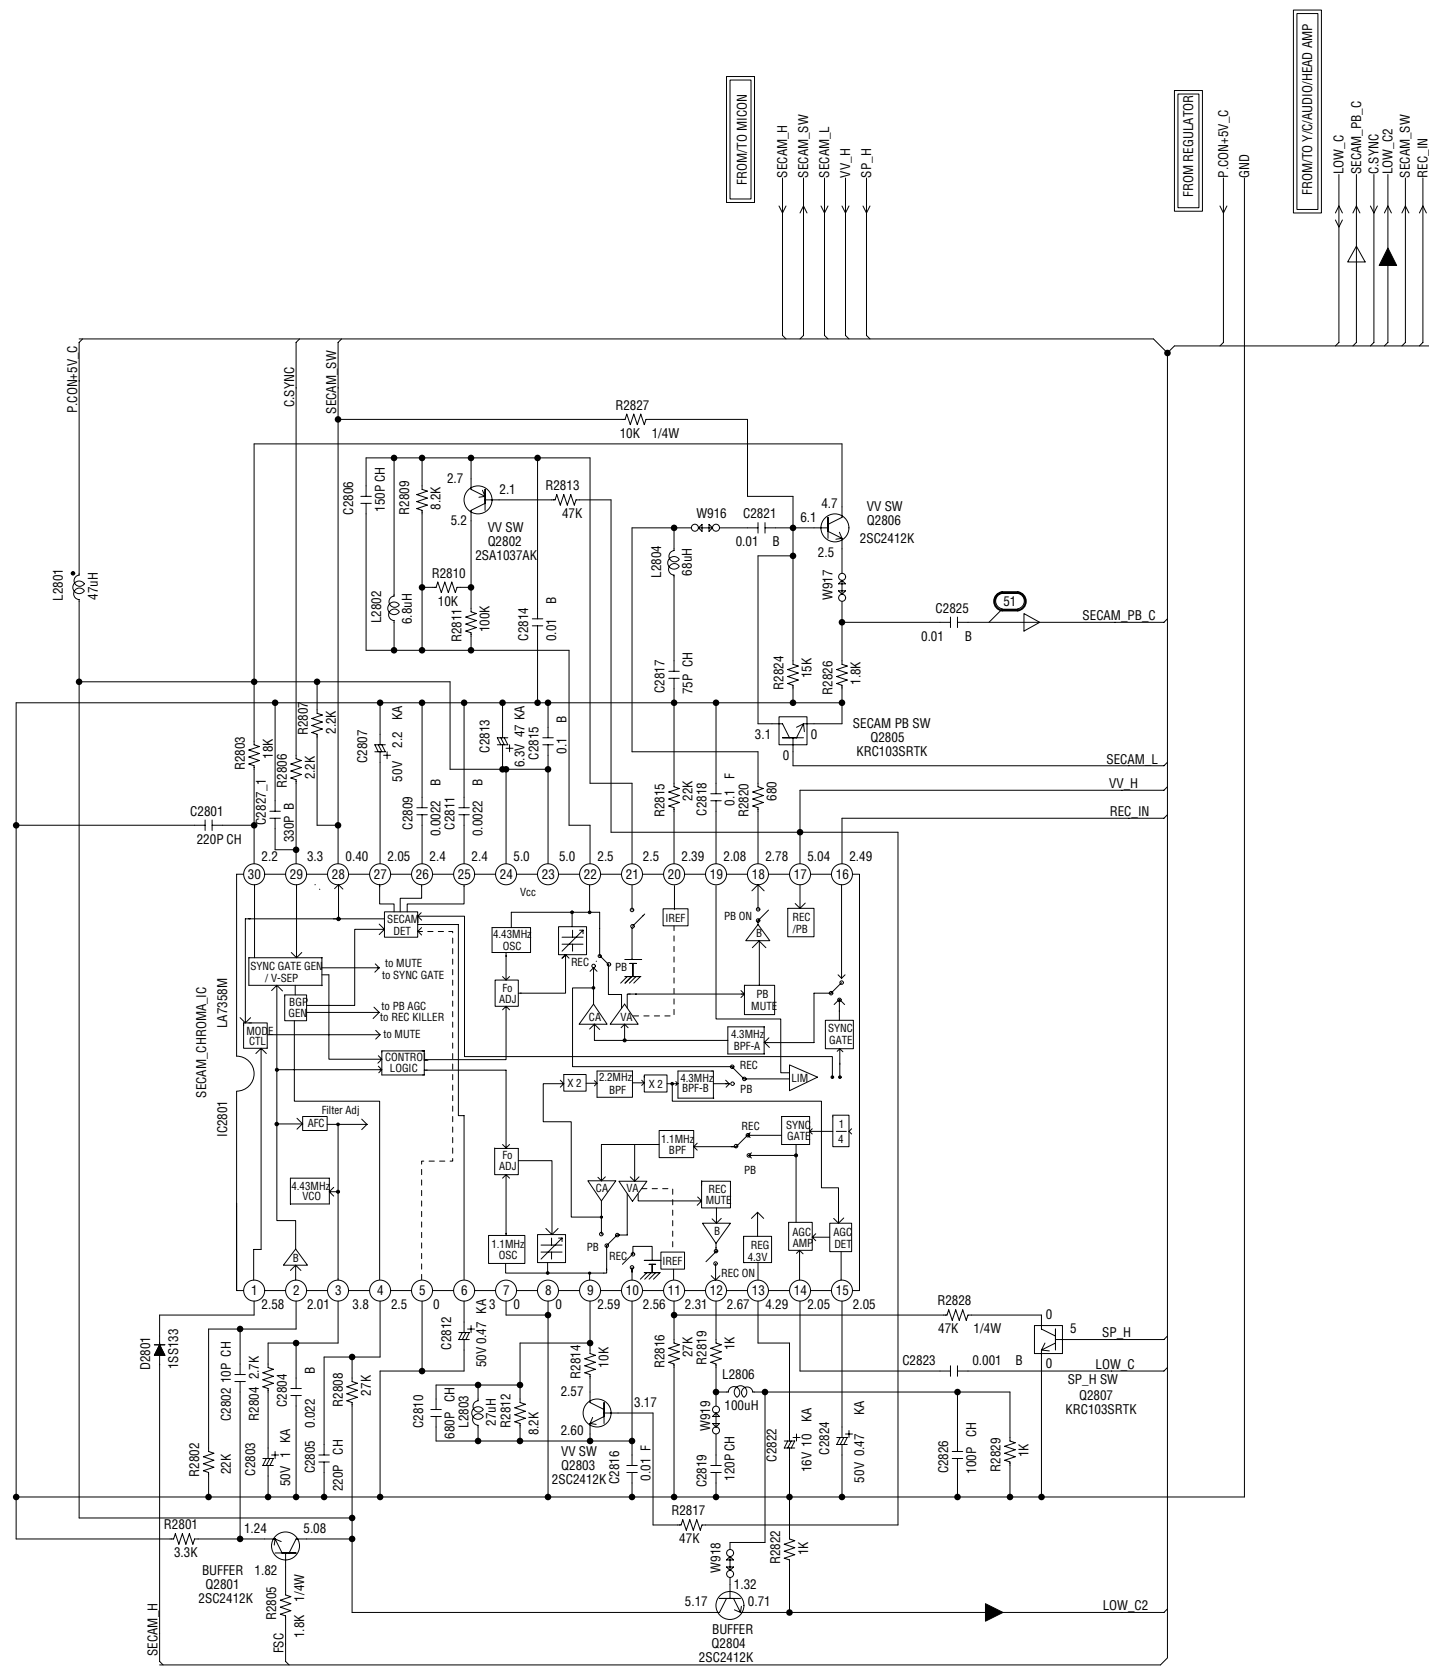 FROM/TO MICON
SECAM_H
SECAM_SW
SECAM_L
VV_H
SP_H
FROM REGULATOR
P.CON+5V_C
GND
FROM/TO Y/C/AUDIO/HEAD AMP
LOW_C
SECAM_PB_C
C.SYNC
LOW_C2
SECAM_SW
REC_IN
P.CON+5V_C
C.SYNC
SECAM_SW
R2827
10K 1/4W
C2806
150P CH
R2809
8.2K
2.7
2.1
5.2
VV SW
Q2802
2SA1037AK
R2813
47K
W916
C2821
0.01 B
4.7
6.1
2.5
VV SW
Q2806
2SC2412K
L2801
47uH
L2802
6.8uH
R2810
10K
R2811
100K
C2814
0.01 B
L2804
68uH
W917
C2825
0.01 B
51
SECAM_PB_C
C2817
75P CH
R2824
15K
R2826
1.8K
R2803
18K
C2827_1
330P B
R2806
2.2K
R2807
2.2K
C2807
50V 2.2 KA
C2809
0.0022 B
C2811
0.0022 B
C2813
6.3V 47 KA
C2815
0.1 B
3.1
0
0
SECAM PB SW
Q2805
KRC103SRTK
SECAM_L
VV_H
REC_IN
C2801
220P CH
R2815
22K
C2818
0.1 F
R2820
680
2.2
3.3
0.40
2.05
2.4
2.4
5.0
5.0
2.5
2.5
2.39
2.08
2.78
5.04
2.49
30
29
28
27
26
25
24
23
22
21
20
19
18
17
16
Vcc
SECAM_CHROMA_IC
LA7358M
IC2801
SECAM
DET
4.43MHz
OSC
REC
PB
IREF
PB ON
B
REC
/PB
SYNC GATE GEN
/ V-SEP
to MUTE
to SYNC GATE
BGP
GEN
to PB AGC
to REC KILLER
Fo
ADJ
PB
MUTE
CA
VA
MODE
CTL
to MUTE
4.3MHz
BPF-A
SYNC
GATE
CONTRO
LOGIC
X 2
2.2MHz
BPF
X 2
4.3MHz
BPF-B
REC
PB
LIM
Filter Adj
AFC
1.1MHz
BPF
REC
PB
SYNC
GATE
1
4
Fo
ADJ
4.43MHz
VCO
CA
VA
REC
MUTE
B
1.1MHz
OSC
PB
REC
IREF
B
REC ON
REG
4.3V
AGC
AMP
AGC
DET
1
2
3
4
5
6
7
8
9
10
11
12
13
14
15
2.58
2.01
3.8
2.5
0
3
0
0
2.59
2.56
2.31
2.67
4.29
2.05
2.05
D2801
1SS133
C2802 10P CH
R2804 2.7K
C2804
0.022 B
R2808
27K
C2812
50V 0.47 KA
R2814
10K
R2816
27K
R2819
1K
R2828
47K 1/4W
0
5
0
SP_H
C2823
0.001 B
LOW_C
SP_H SW
Q2807
KRC103SRTK
L2806
100uH
R2802
22K
C2803
50V 1 KA
C2805
220P CH
C2810
680P CH
L2803
27uH
R2812
8.2K
2.57
3.17
2.60
VV SW
Q2803
2SC2412K
C2816
0.01 F
W919
C2819
120P CH
C2822
16V 10 KA
C2824
50V 0.47 KA
C2826
100P CH
R2829
1K
R2801
3.3K
1.24
5.08
1.82
BUFFER
Q2801
2SC2412K
R2805
1.8K 1/4W
FSC
SECAM_H
R2817
47K
W918
R2822
1K
1.32
5.17
0.71
BUFFER
Q2804
2SC2412K
LOW_C2